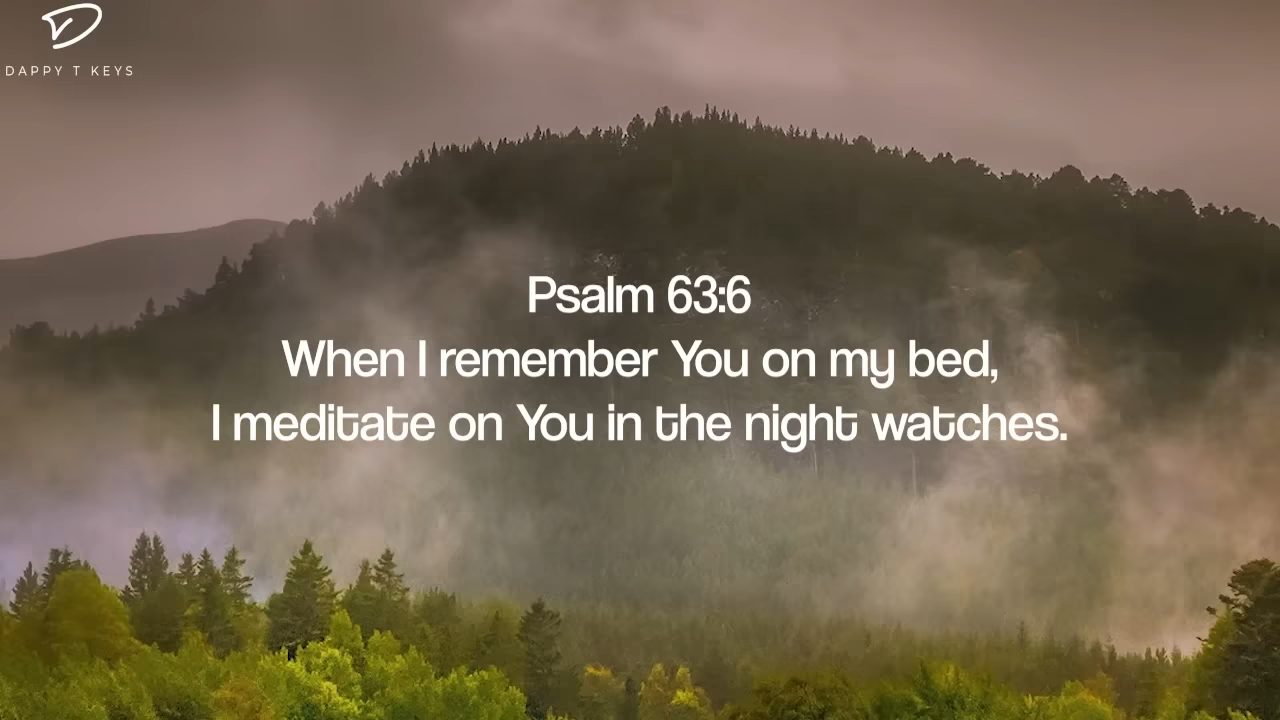 DAPPY T KEYS
Psalm 63:6
When I remember You on my bed,
I meditate on You in the night watches.